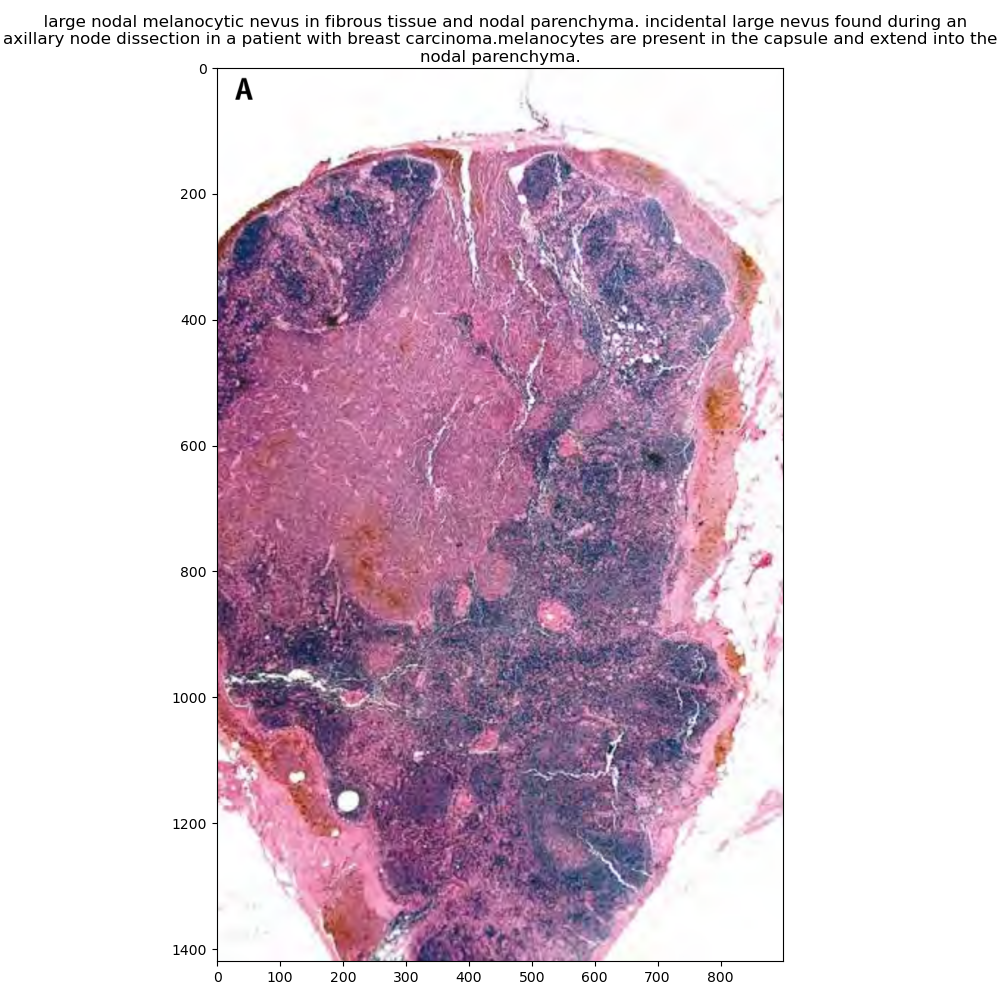 large nodal melanocytic nevus in fibrous tissue and nodal parenchyma. incidental large nevus found during an
axillary node dissection in a patient with breast carcinoma.melanocytes are present in the capsule and extend into the
nodal parenchyma.
0
A
200
400
600
800
1000
1200
1400
0 100 200 300 400 500 600 700 800